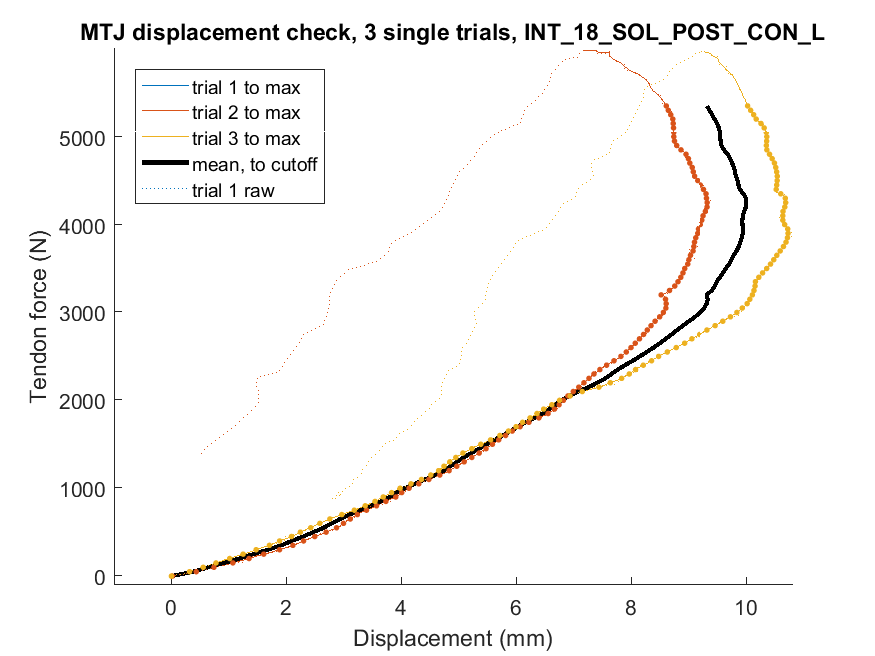 MTJ displacement check, 3 single trials, INT_18_SOL_POST_CON_L
trial 1 to max
trial 2 to max
trial 3 to max
mean, to cutoff
trial 1 raw
Tendon force (N)
5000
4000
3000
2000
1000
0
0 2 4 6 8 10
Displacement (mm)